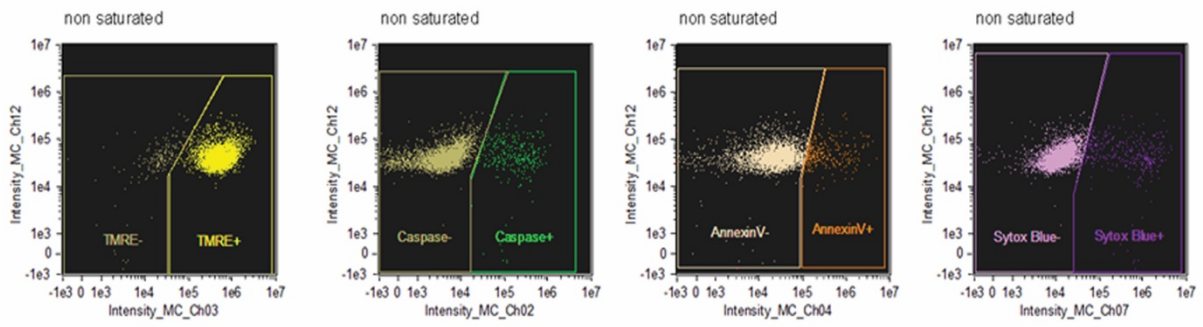 non saturated
Intensity_MC_Ch12
1e7
1e6
1e5
1e4
1e3
0
-1e3
TMRE-
TMRE+
-1e3 0 1e3 1e4 1e5 1e6 1e7
Intensity_MC_Ch03
non saturated
Intensity_MC_Ch12
1e7
1e6
1e5
1e4
1e3
0
-1e3
Caspase-
Caspase+
-1e3 0 1e3 1e4 1e5 1e6 1e7
Intensity_MC_Ch02
non saturated
Intensity_MC_Ch12
1e7
1e6
1e5
1e4
1e3
0
-1e3
AnnexinV-
AnnexinV+
-1e3 0 1e3 1e4 1e5 1e6 1e7
Intensity_MC_Ch04
non saturated
Intensity_MC_Ch12
1e7
1e6
1e5
1e4
1e3
0
-1e3
Sytox Blue-
Sytox Blue+
-1e3 0 1e3 1e4 1e5 1e6 1e7
Intensity_MC_Ch07